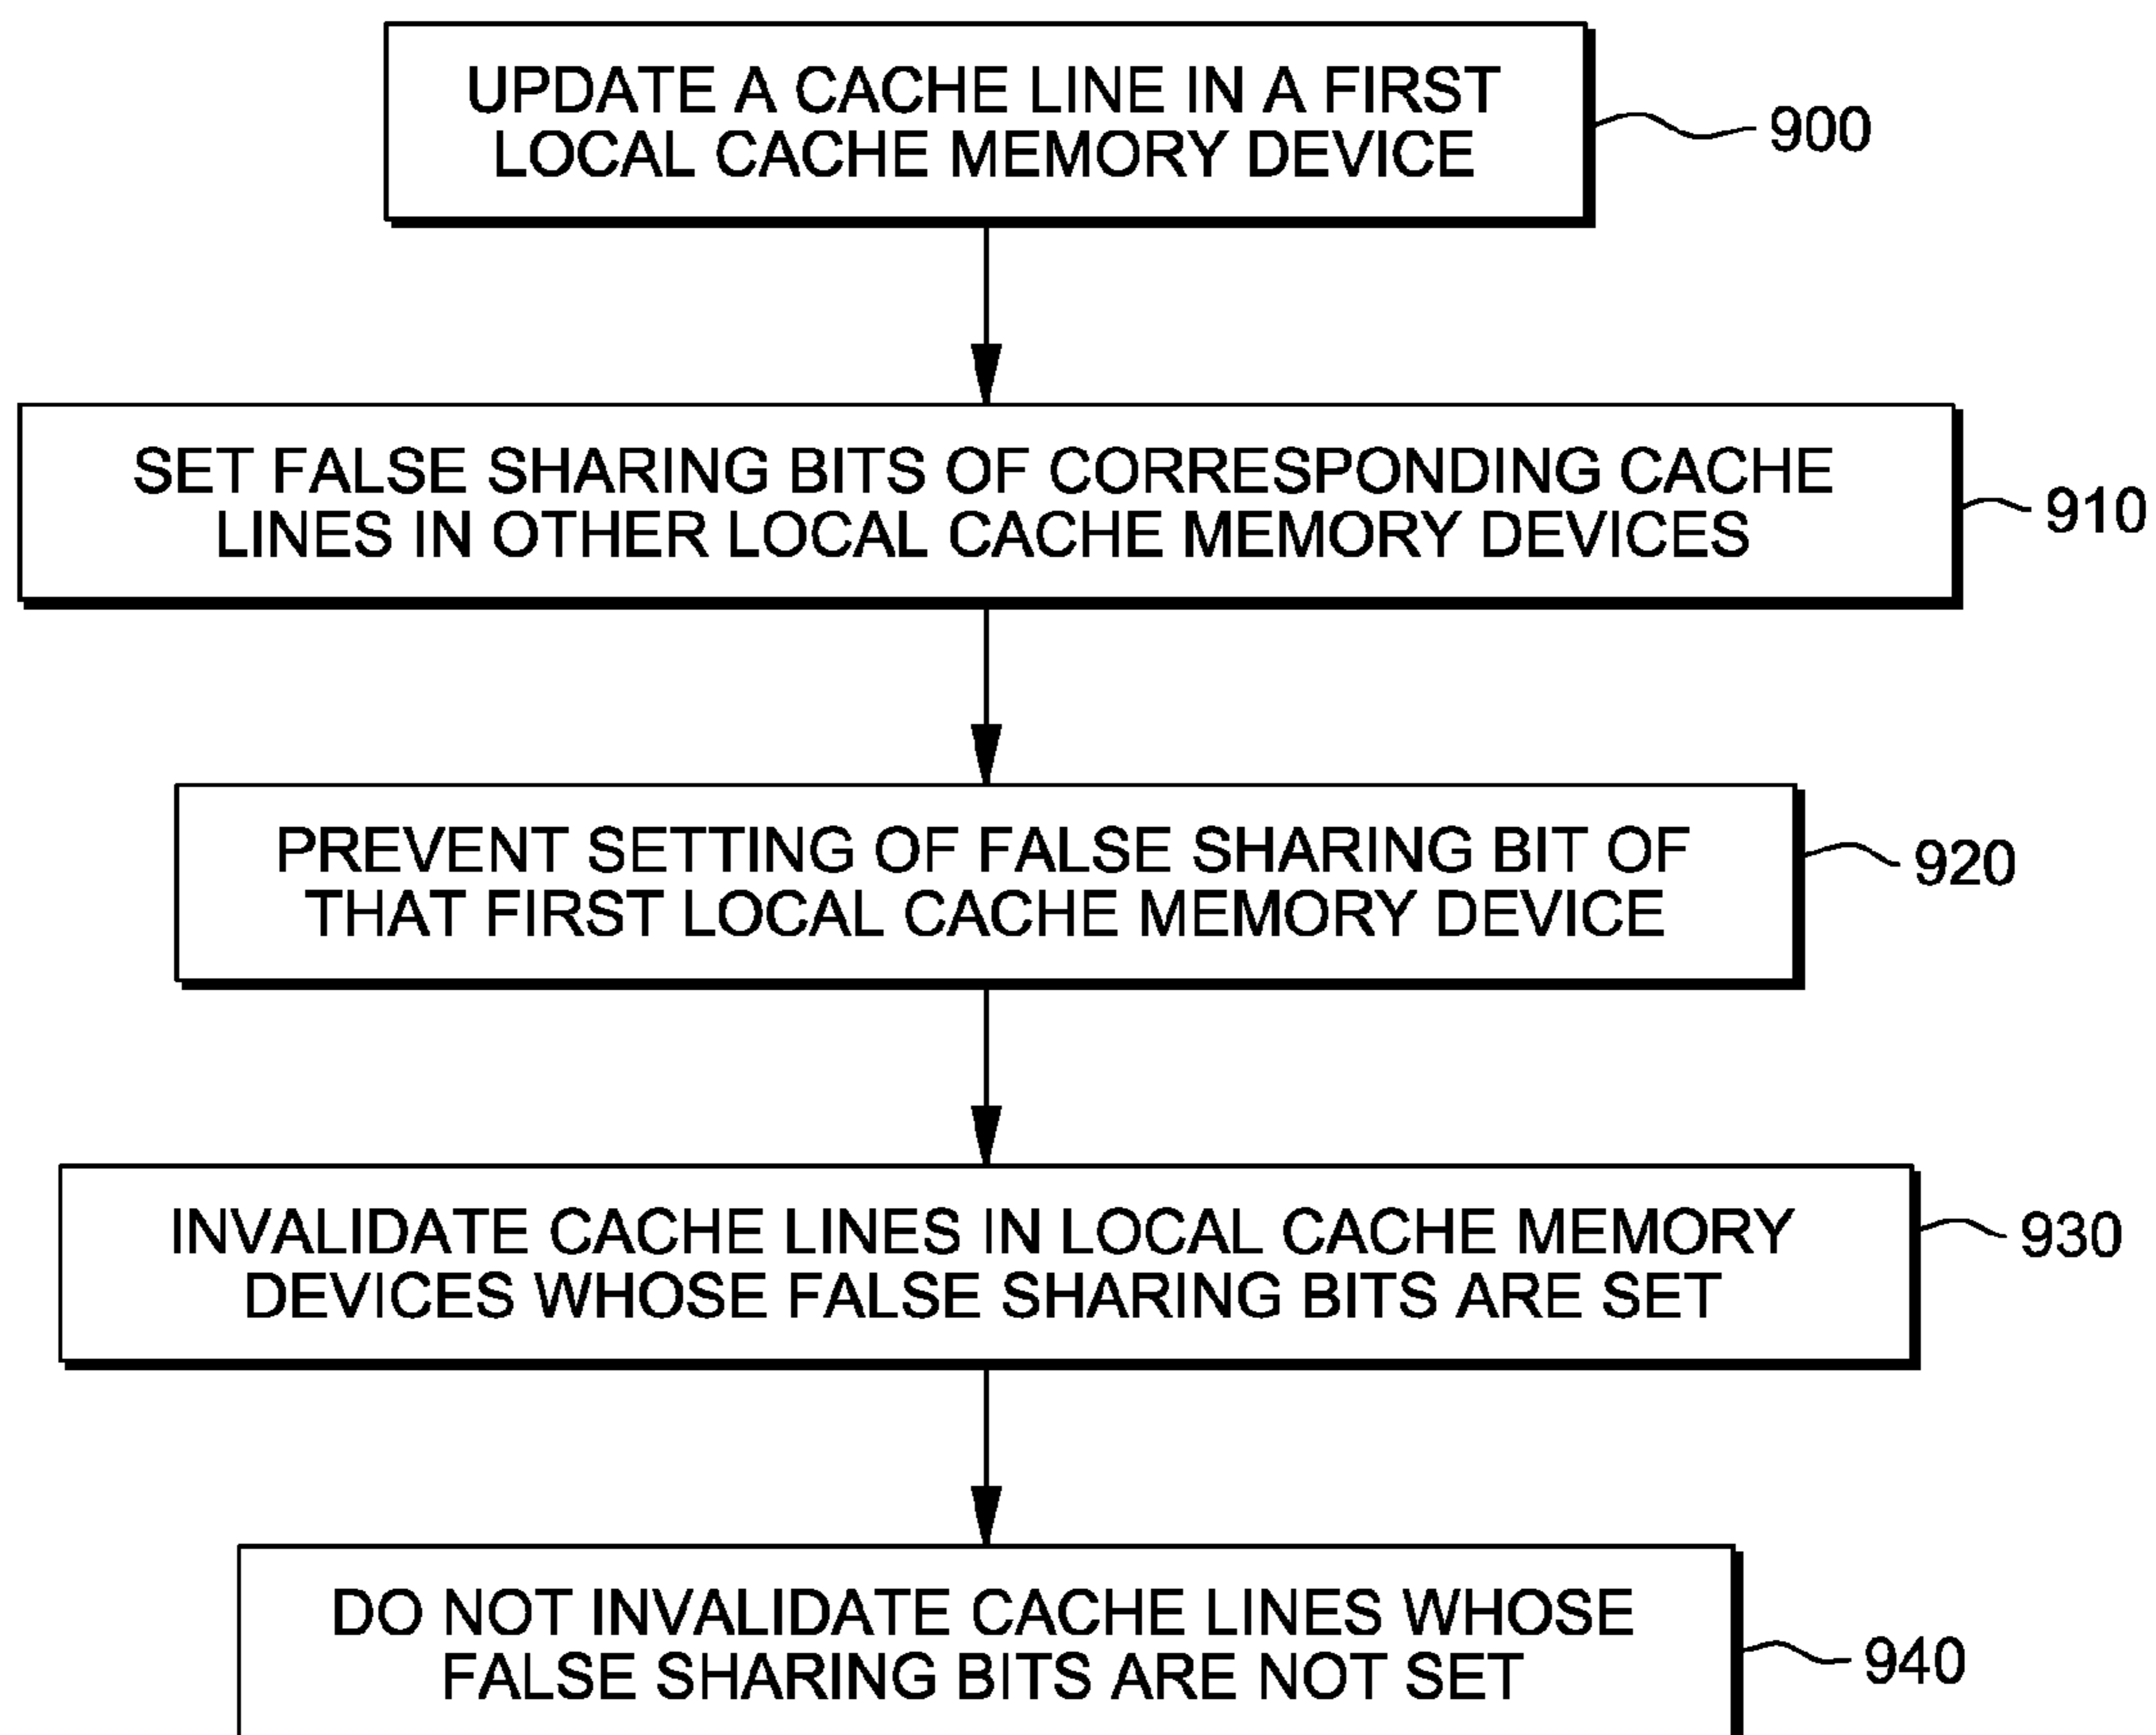 UPDATE A CACHE LINE IN A FIRST
LOCAL CACHE MEMORY DEVICE
900
SET FALSE SHARING BITS OF CORRESPONDING CACHE
LINES IN OTHER LOCAL CACHE MEMORY DEVICES
910
PREVENT SETTING OF FALSE SHARING BIT OF
THAT FIRST LOCAL CACHE MEMORY DEVICE
920
INVALIDATE CACHE LINES IN LOCAL CACHE MEMORY
DEVICES WHOSE FALSE SHARING BITS ARE SET
930
DO NOT INVALIDATE CACHE LINES WHOSE
FALSE SHARING BITS ARE NOT SET
940